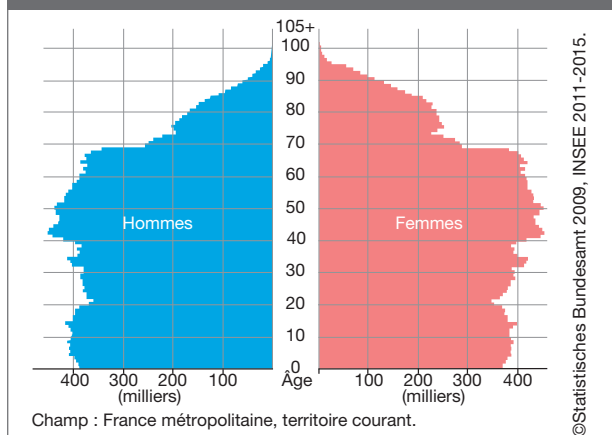 105+
100
90
80
70
60
50
40
30
20
10
0
Hommes
Femmes
400 300 200 100 Âge 100 200 300 400
(milliers) (milliers)
Champ : France métropolitaine, territoire courant.
©Statistisches Bundesamt 2009, INSEE 2011-2015.